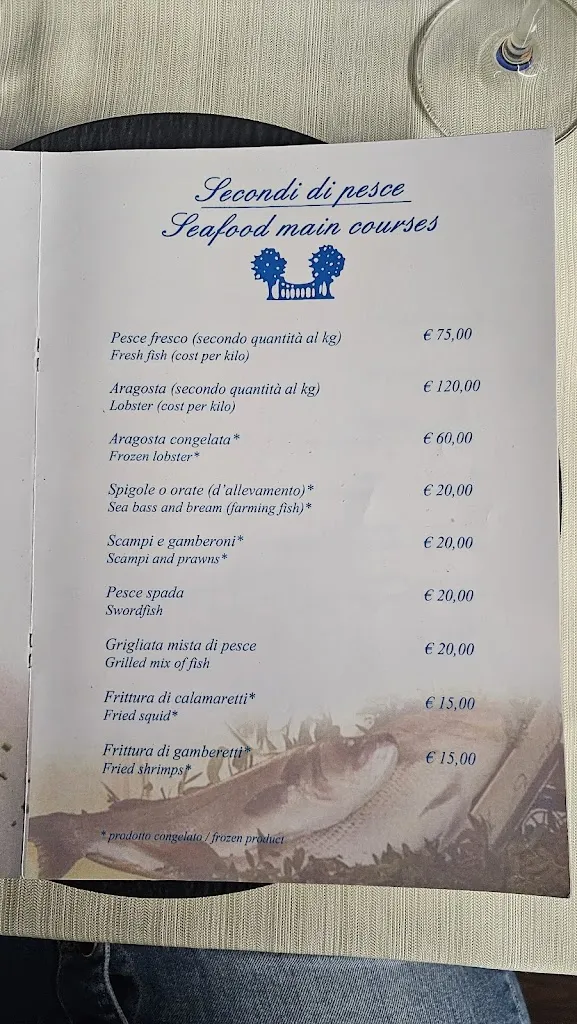 Secondi di pesce
Seafood main courses
Pesce fresco (secondo quantità al kg) € 75,00
Fresh fish (cost per kilo)
Aragosta (secondo quantità al kg) € 120,00
Lobster (cost per kilo)
Aragosta congelata* € 60,00
Frozen lobster*
Spigole o orate (d'allevamento)* € 20,00
Sea bass and bream (farming fish)*
Scampi e gamberoni* € 20,00
Scampi and prawns*
Pesce spada € 20,00
Swordfish
Grigliata mista di pesce € 20,00
Grilled mix of fish
Frittura di calamaretti* € 15,00
Fried squid*
Frittura di gamberetti* € 15,00
Fried shrimps*
* prodotto congelato / frozen product